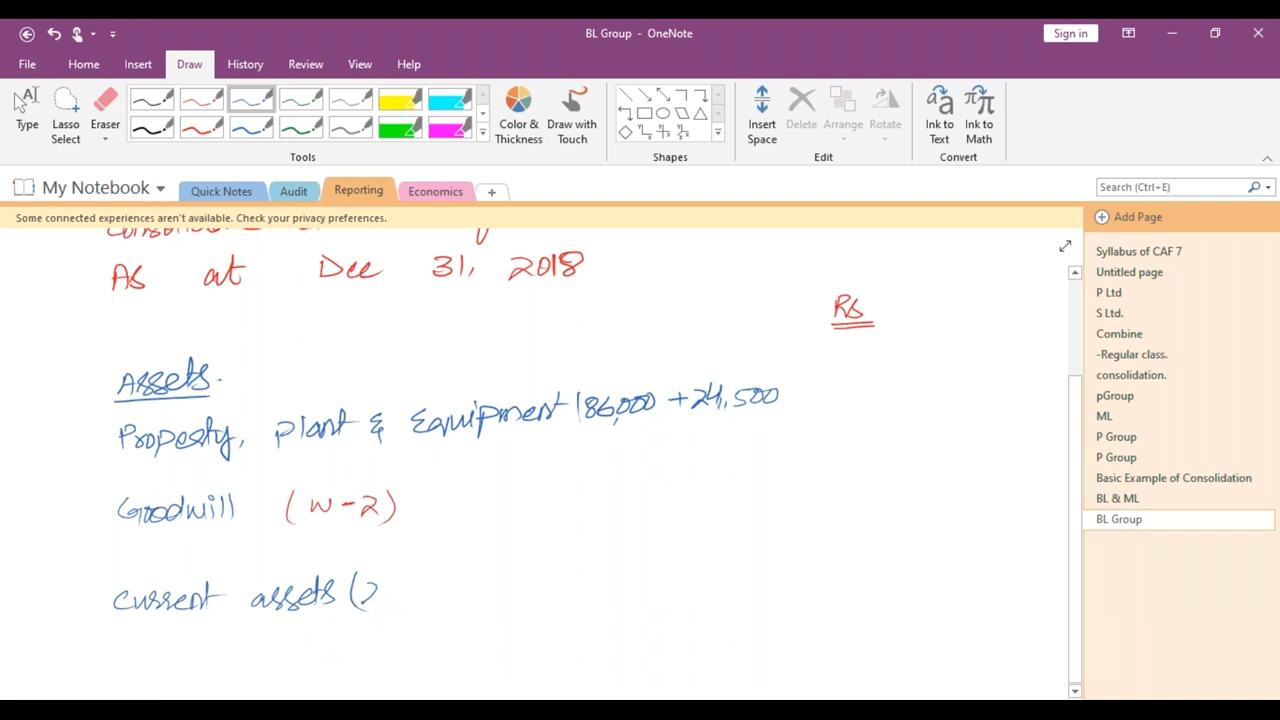 BL Group - OneNote
Sign in
File Home Insert Draw History Review View Help
Type
Lasso Select
Eraser
Color & Thickness
Draw with Touch
Insert Space
Delete
Arrange
Rotate
Ink to Text
Ink to Math
Tools
Shapes
Edit
Convert
My Notebook
Quick Notes
Audit
Reporting
Economics
Search (Ctrl+E)
Some connected experiences aren't available. Check your privacy preferences.
Add Page
As at Dec 31, 2018
Rs
Assets.
Property, Plant & Equipment 186,000 + 24,500
Goodwill (W-2)
current assets (
Syllabus of CAF 7
Untitled page
P Ltd
S Ltd.
Combine
-Regular class.
consolidation.
pGroup
ML
P Group
P Group
Basic Example of Consolidation
BL & ML
BL Group